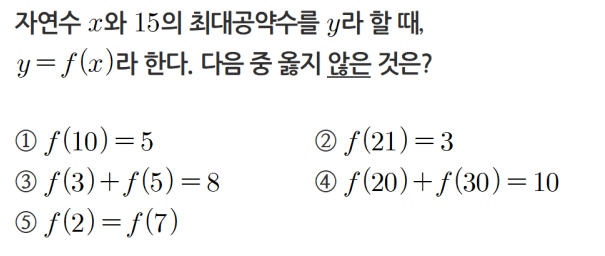 자연수 x와 15의 최대공약수를 y라 할 때,
y=f(x)라 한다. 다음 중 옳지 않은 것은?
① f(10)=5 ② f(21)=3
③ f(3)+f(5)=8 ④ f(20)+f(30)=10
⑤ f(2)=f(7)